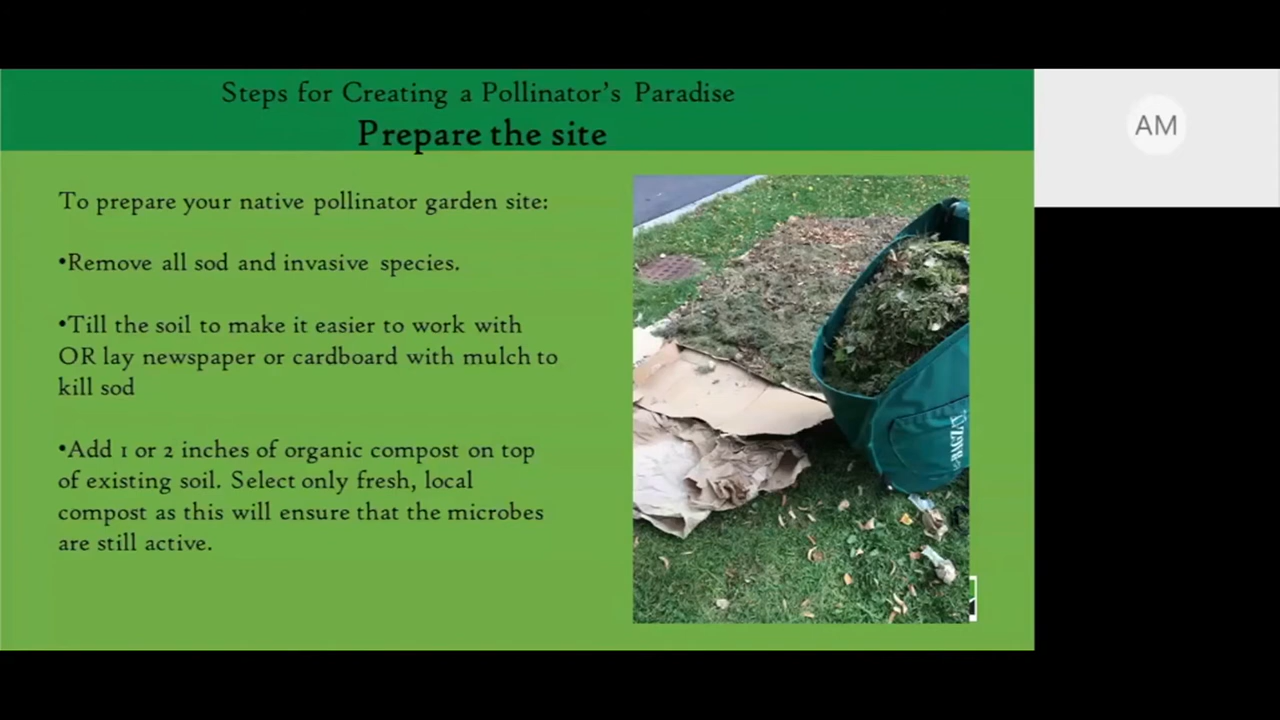 Steps for Creating a Pollinator's Paradise
Prepare the site
AM
To prepare your native pollinator garden site:
•Remove all sod and invasive species.
•Till the soil to make it easier to work with
OR lay newspaper or cardboard with mulch to
kill sod
•Add 1 or 2 inches of organic compost on top
of existing soil. Select only fresh, local
compost as this will ensure that the microbes
are still active.